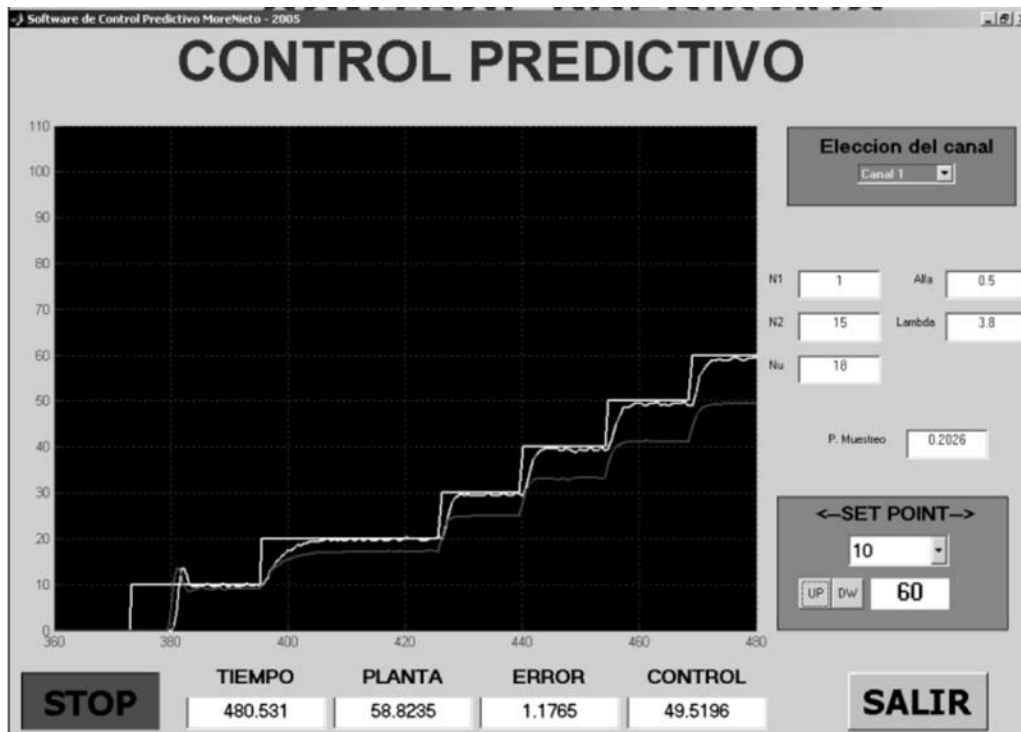 Software de Control Predictivo MoreNieto - 2005
CONTROL PREDICTIVO
110
100
90
80
70
60
50
40
30
20
10
0
360
380
400
420
440
460
480
Eleccion del canal
Canal 1
N1 1 Alfa 0.5
N2 15 Lambda 3.8
Nu 18
P. Muestreo 0.2026
<--SET POINT-->
10
UP DW 60
STOP
TIEMPO PLANTA ERROR CONTROL
480.531 58.8235 1.1765 49.5196
SALIR